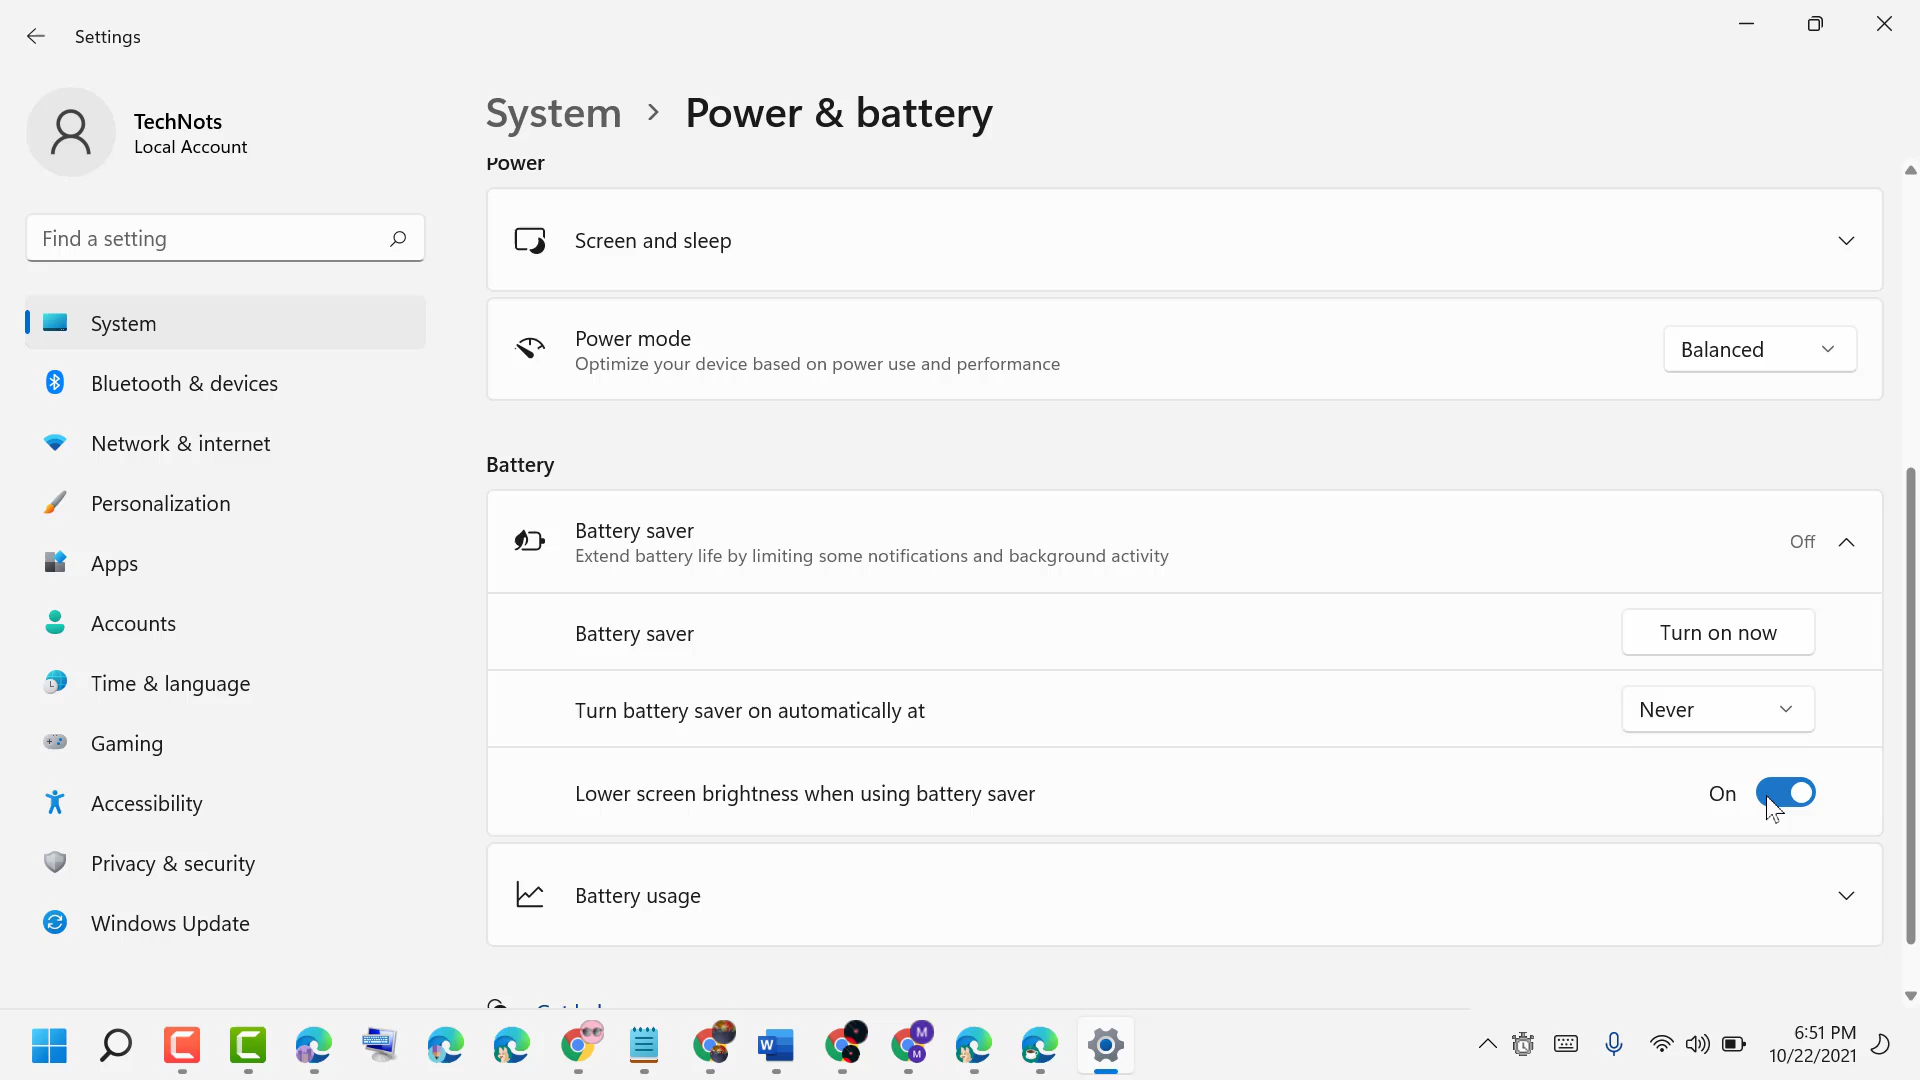 Settings
TechNots
Local Account
Find a setting
System
Bluetooth & devices
Network & internet
Personalization
Apps
Accounts
Time & language
Gaming
Accessibility
Privacy & security
Windows Update
System > Power & battery
Power
Screen and sleep
Power mode
Optimize your device based on power use and performance
Balanced
Battery
Battery saver
Extend battery life by limiting some notifications and background activity
Off
Battery saver
Turn on now
Turn battery saver on automatically at
Never
Lower screen brightness when using battery saver
On
Battery usage
6:51 PM
10/22/2021